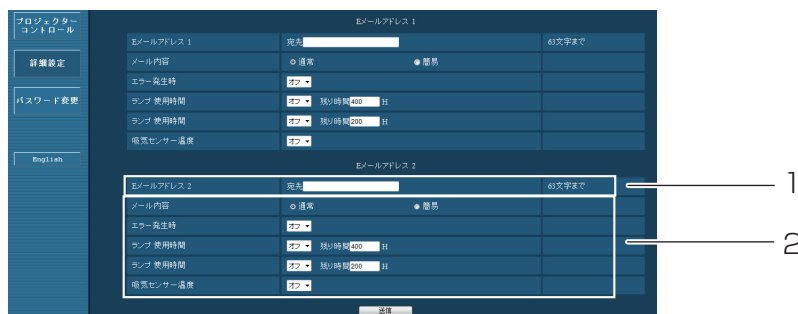 プロジェクター
コントロール
詳細設定
パスワード変更
English
Eメールアドレス 1
Eメールアドレス 1 宛先 63文字まで
メール内容 通常 簡易
エラー発生時 オフ
ランプ 使用時間 オフ 残り時間 400 H
ランプ 使用時間 オフ 残り時間 200 H
吸気センサー温度 オフ
Eメールアドレス 2
Eメールアドレス 2 宛先 63文字まで 1
メール内容 通常 簡易
エラー発生時 オフ
ランプ 使用時間 オフ 残り時間 400 H 2
ランプ 使用時間 オフ 残り時間 200 H
吸気センサー温度 オフ
送信